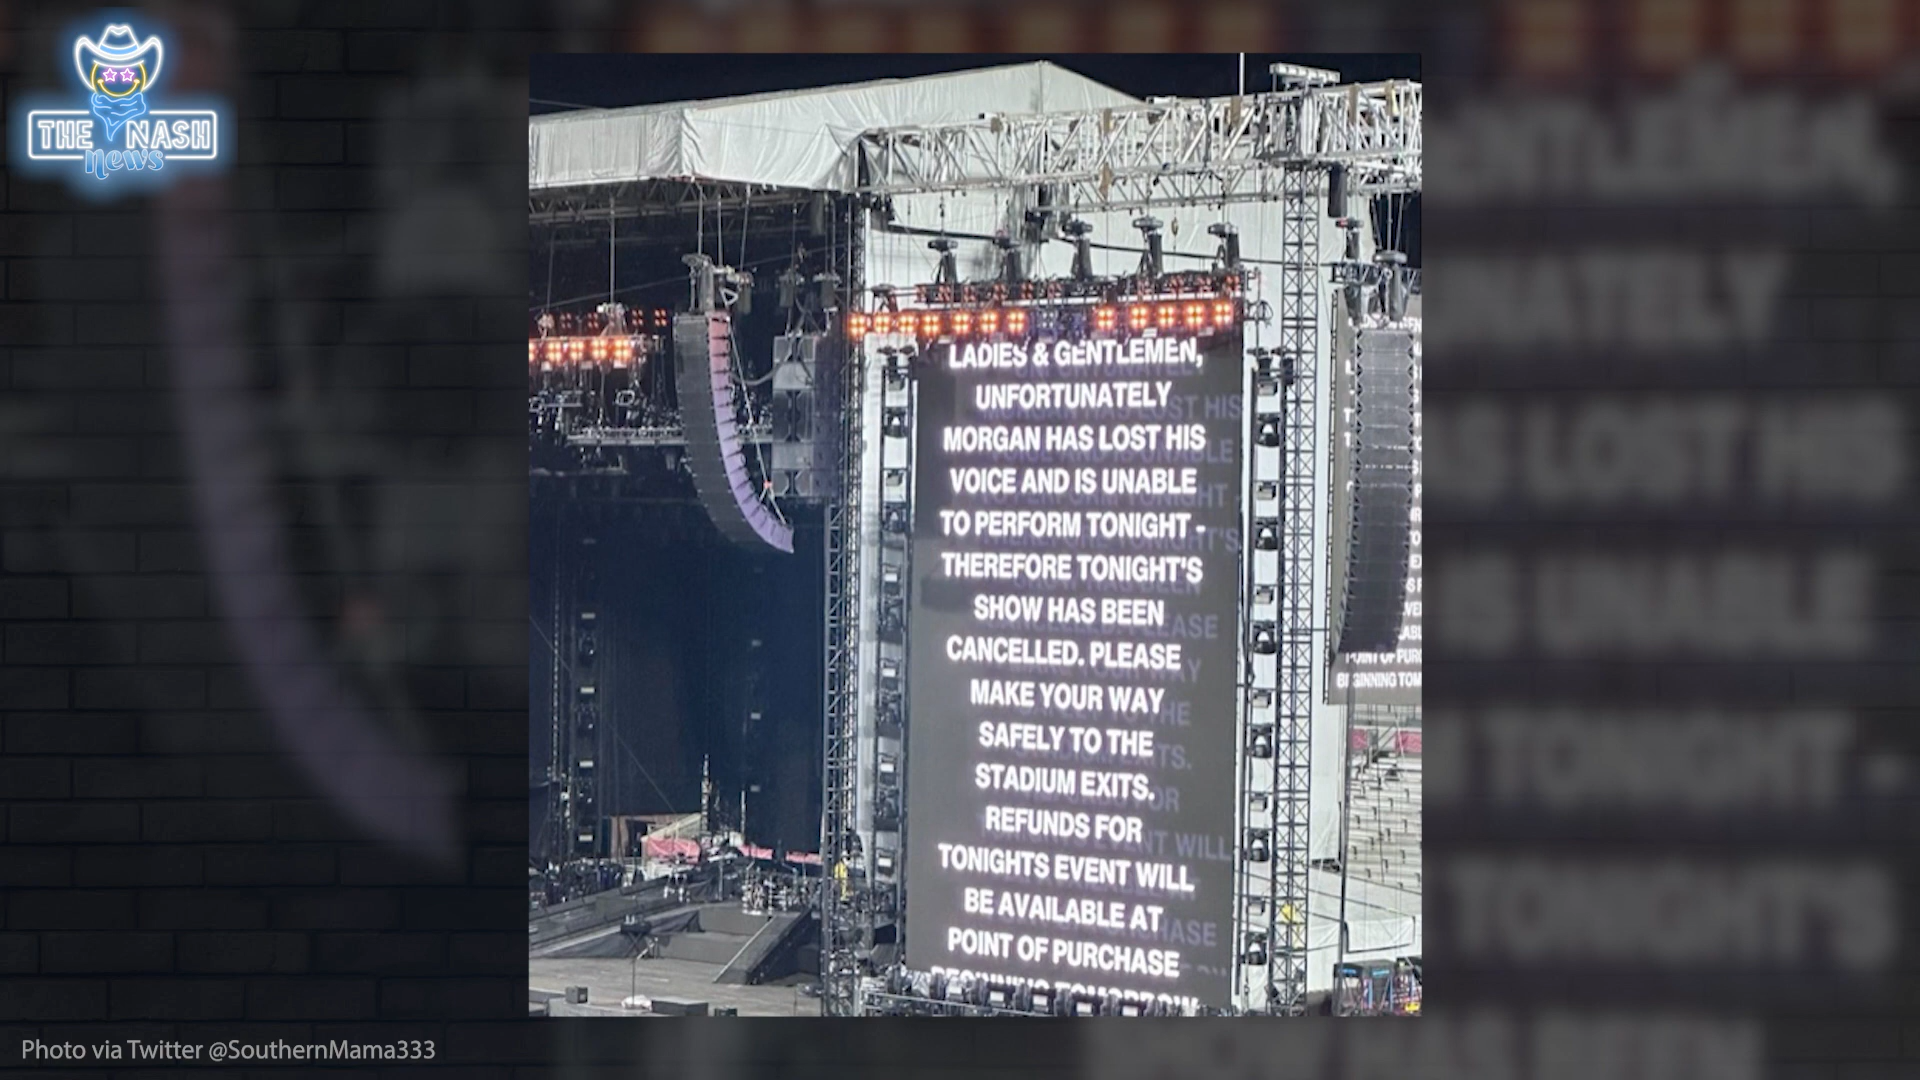 THE NASH
News
LADIES & GENTLEMEN,
UNFORTUNATELY
MORGAN HAS LOST HIS
VOICE AND IS UNABLE
TO PERFORM TONIGHT -
THEREFORE TONIGHT'S
SHOW HAS BEEN
CANCELLED. PLEASE
MAKE YOUR WAY
SAFELY TO THE
STADIUM EXITS.
REFUNDS FOR
TONIGHTS EVENT WILL
BE AVAILABLE AT
POINT OF PURCHASE
BEGINNING TOMORROW
Photo via Twitter @SouthernMama333